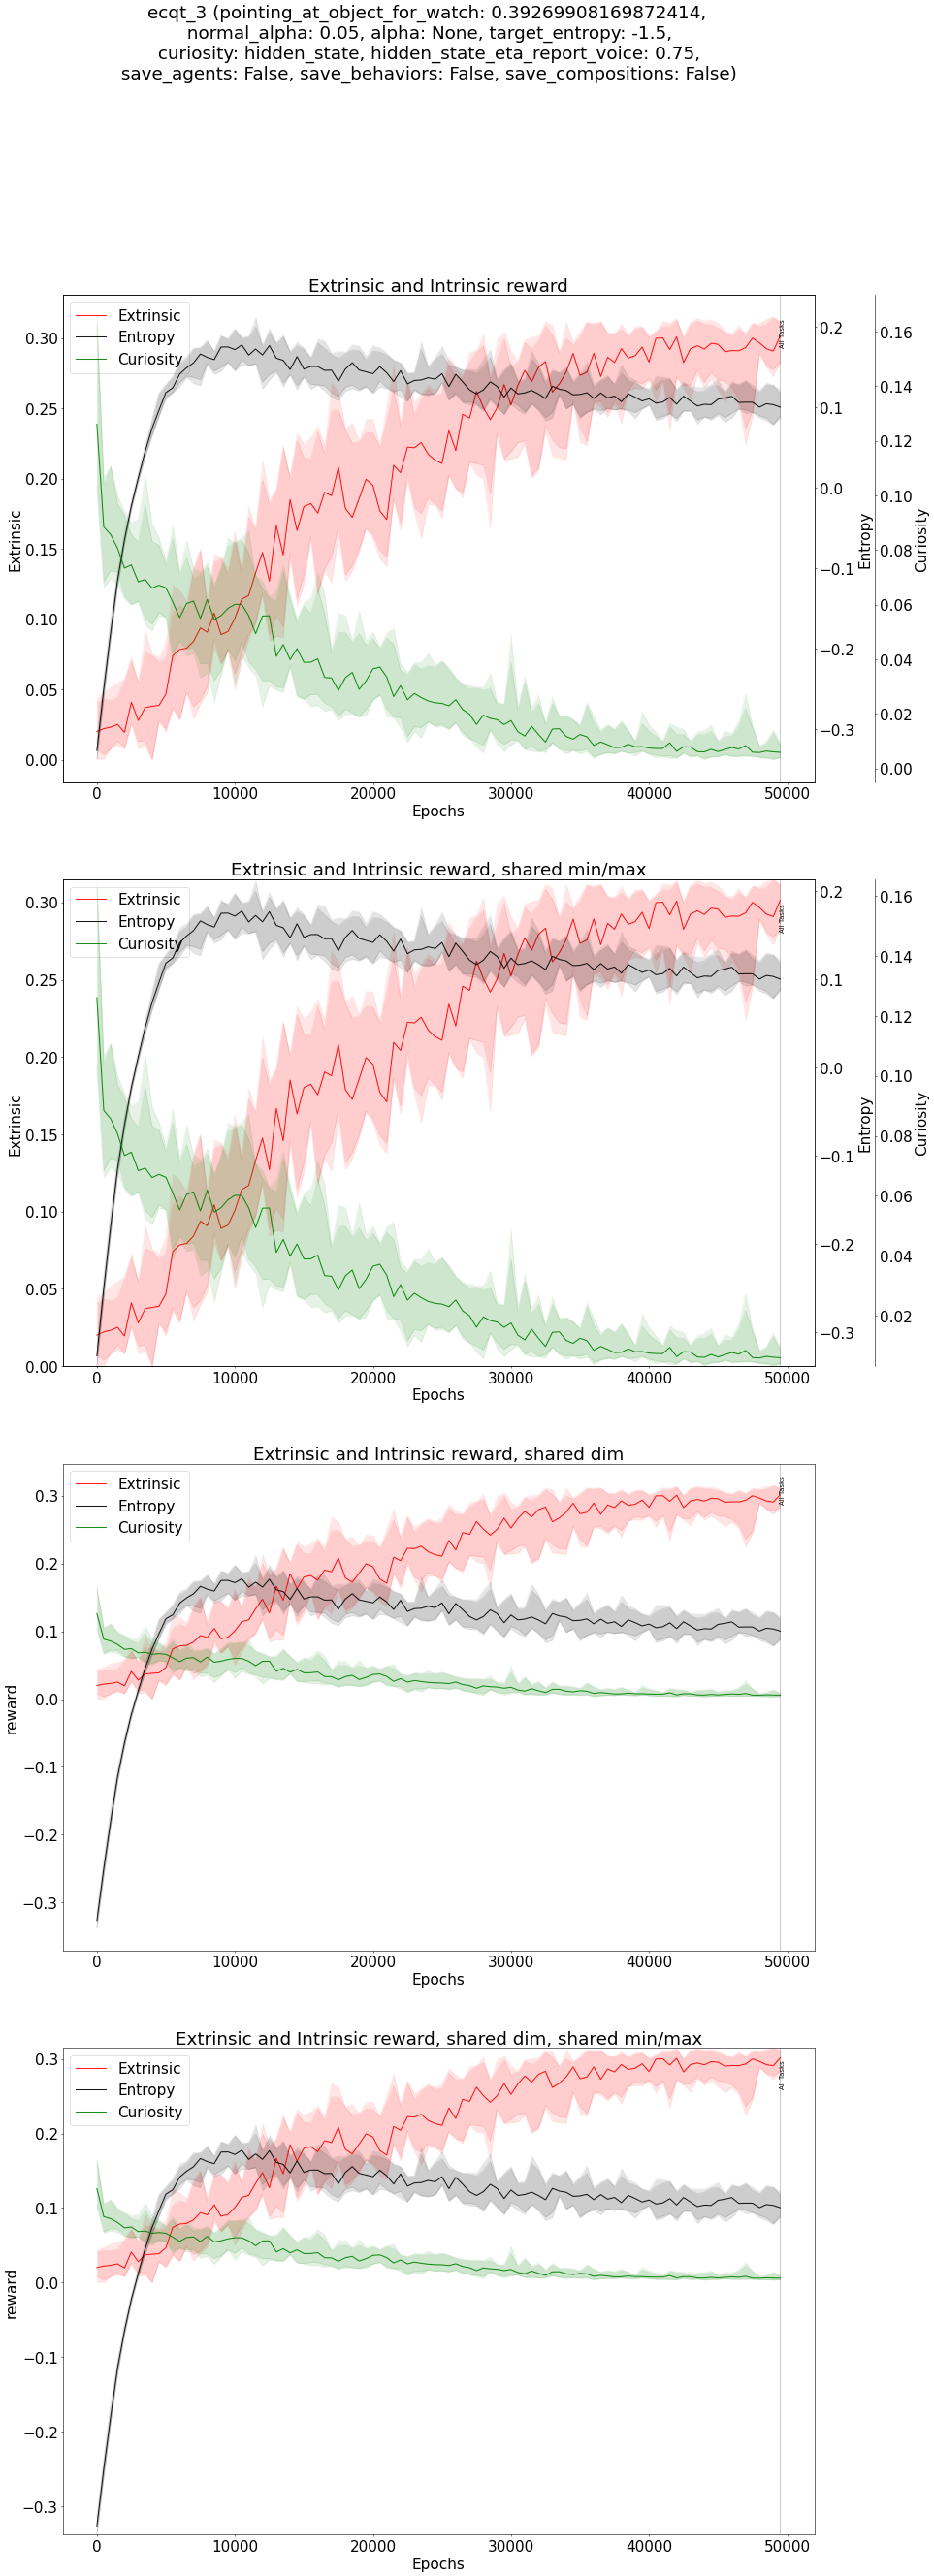 ecqt_3 (pointing_at_object_for_watch: 0.39269908169872414,
normal_alpha: 0.05, alpha: None, target_entropy: -1.5,
curiosity: hidden_state, hidden_state_eta_report_voice: 0.75,
save_agents: False, save_behaviors: False, save_compositions: False)
Extrinsic and Intrinsic reward
Extrinsic
Entropy
Curiosity
All Tasks
0.30
0.25
0.20
0.15
0.10
0.05
0.00
Extrinsic
0.2
0.1
0.0
−0.1
−0.2
−0.3
Entropy
0.16
0.14
0.12
0.10
0.08
0.06
0.04
0.02
0.00
Curiosity
0 10000 20000 30000 40000 50000
Epochs
Extrinsic and Intrinsic reward, shared min/max
Extrinsic
Entropy
Curiosity
All Tasks
0.30
0.25
0.20
0.15
0.10
0.05
0.00
Extrinsic
0.2
0.1
0.0
−0.1
−0.2
−0.3
Entropy
0.16
0.14
0.12
0.10
0.08
0.06
0.04
0.02
Curiosity
0 10000 20000 30000 40000 50000
Epochs
Extrinsic and Intrinsic reward, shared dim
Extrinsic
Entropy
Curiosity
All Tasks
0.3
0.2
0.1
0.0
−0.1
−0.2
−0.3
reward
0 10000 20000 30000 40000 50000
Epochs
Extrinsic and Intrinsic reward, shared dim, shared min/max
Extrinsic
Entropy
Curiosity
All Tasks
0.3
0.2
0.1
0.0
−0.1
−0.2
−0.3
reward
0 10000 20000 30000 40000 50000
Epochs